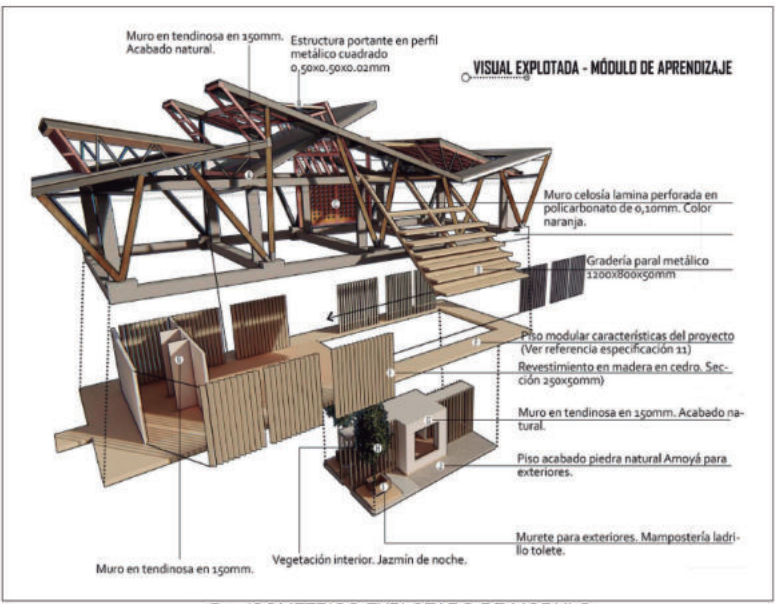 Muro en tendinosa en 150mm.
Acabado natural.
Estructura portante en perfil
metálico cuadrado
0,50x0.50x0.02mm
VISUAL EXPLOTADA - MÓDULO DE APRENDIZAJE
Muro celosía lamina perforada en
policarbonato de 0,10mm. Color
naranja.
Gradería paral metálico
1200x800x50mm
Piso modular características del proyecto
(Ver referencia especificación 11)
Revestimiento en madera en cedro. Sec-
ción 250x50mm)
Muro en tendinosa en 150mm. Acabado na-
tural.
Piso acabado piedra natural Amoyá para
exteriores.
Murete para exteriores. Mampostería ladri-
llo tolete.
Vegetación interior. Jazmín de noche.
Muro en tendinosa en 150mm.